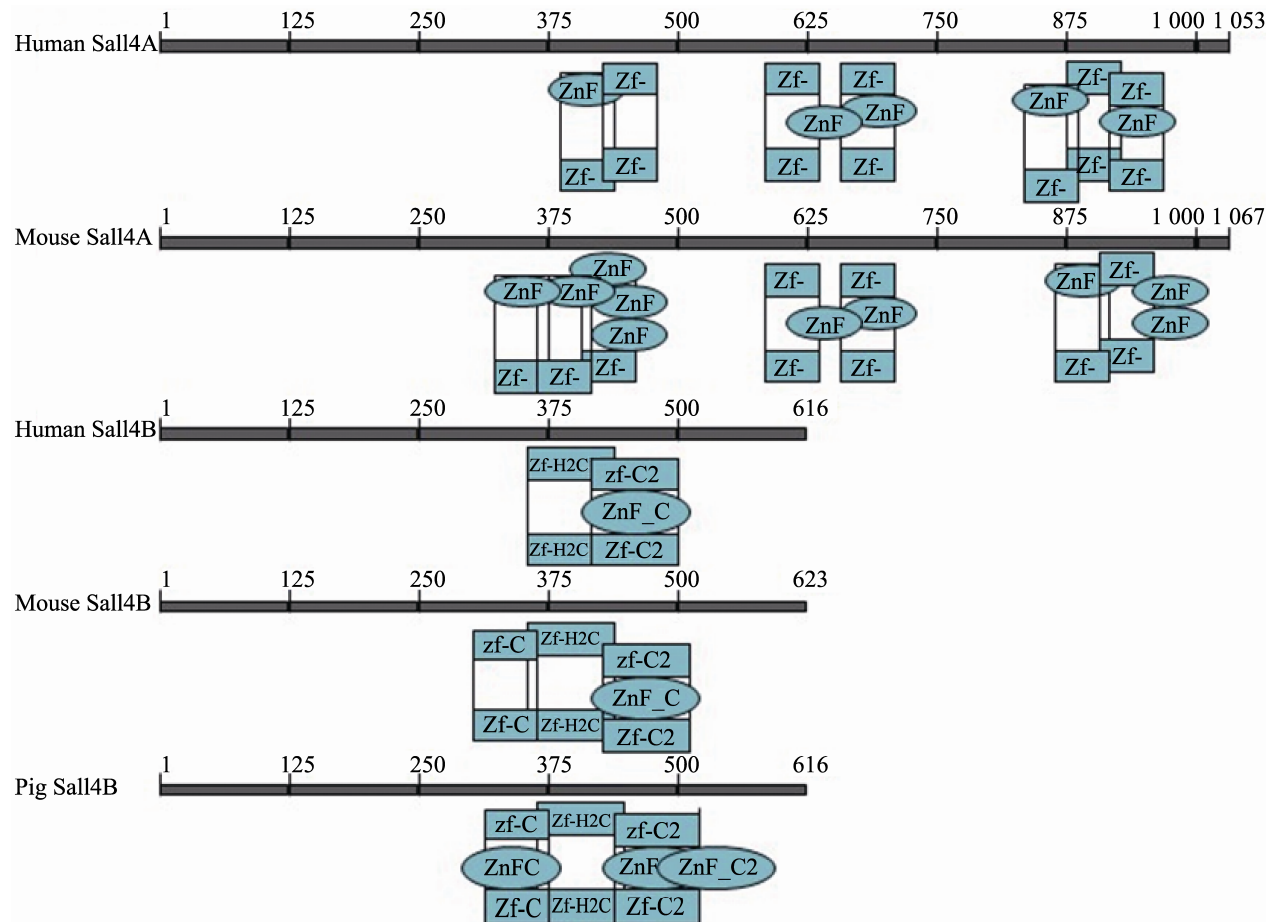 1 125 250 375 500 625 750 875 1 000 1 053
Human Sall4A
Zf- Zf- Zf- Zf-
ZnF Zf-
ZnF ZnF
ZnF ZnF
Zf- Zf- Zf- Zf-
Zf- Zf- Zf-
1 125 250 375 500 625 750 875 1 000 1 067
Mouse Sall4A
ZnF Zf- Zf- Zf-
ZnF ZnF ZnF ZnF
ZnF ZnF
ZnF ZnF ZnF
Zf- Zf- Zf- Zf- Zf- Zf- Zf-
1 125 250 375 500 616
Human Sall4B
Zf-H2C zf-C2
ZnF_C
Zf-H2C Zf-C2
1 125 250 375 500 623
Mouse Sall4B
zf-C Zf-H2C
zf-C2
ZnF_C
Zf-C Zf-H2C Zf-C2
1 125 250 375 500 616
Pig Sall4B
zf-C Zf-H2C zf-C2
ZnFC ZnF ZnF_C2
Zf-C Zf-H2C Zf-C2